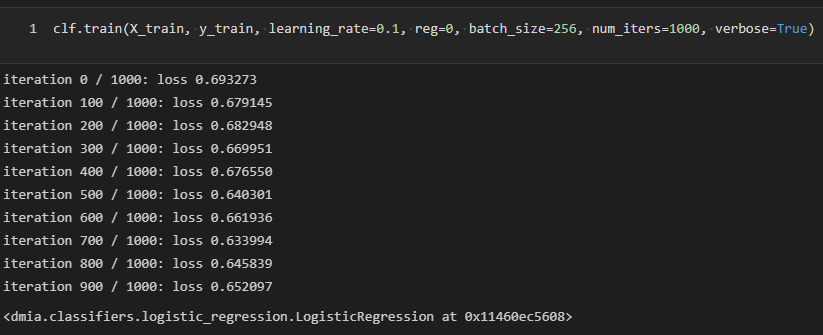 1 clf.train(X_train, y_train, learning_rate=0.1, reg=0, batch_size=256, num_iters=1000, verbose=True)
iteration 0 / 1000: loss 0.693273
iteration 100 / 1000: loss 0.679145
iteration 200 / 1000: loss 0.682948
iteration 300 / 1000: loss 0.669951
iteration 400 / 1000: loss 0.676550
iteration 500 / 1000: loss 0.640301
iteration 600 / 1000: loss 0.661936
iteration 700 / 1000: loss 0.633994
iteration 800 / 1000: loss 0.645839
iteration 900 / 1000: loss 0.652097
<dmia.classifiers.logistic_regression.LogisticRegression at 0x11460ec5608>